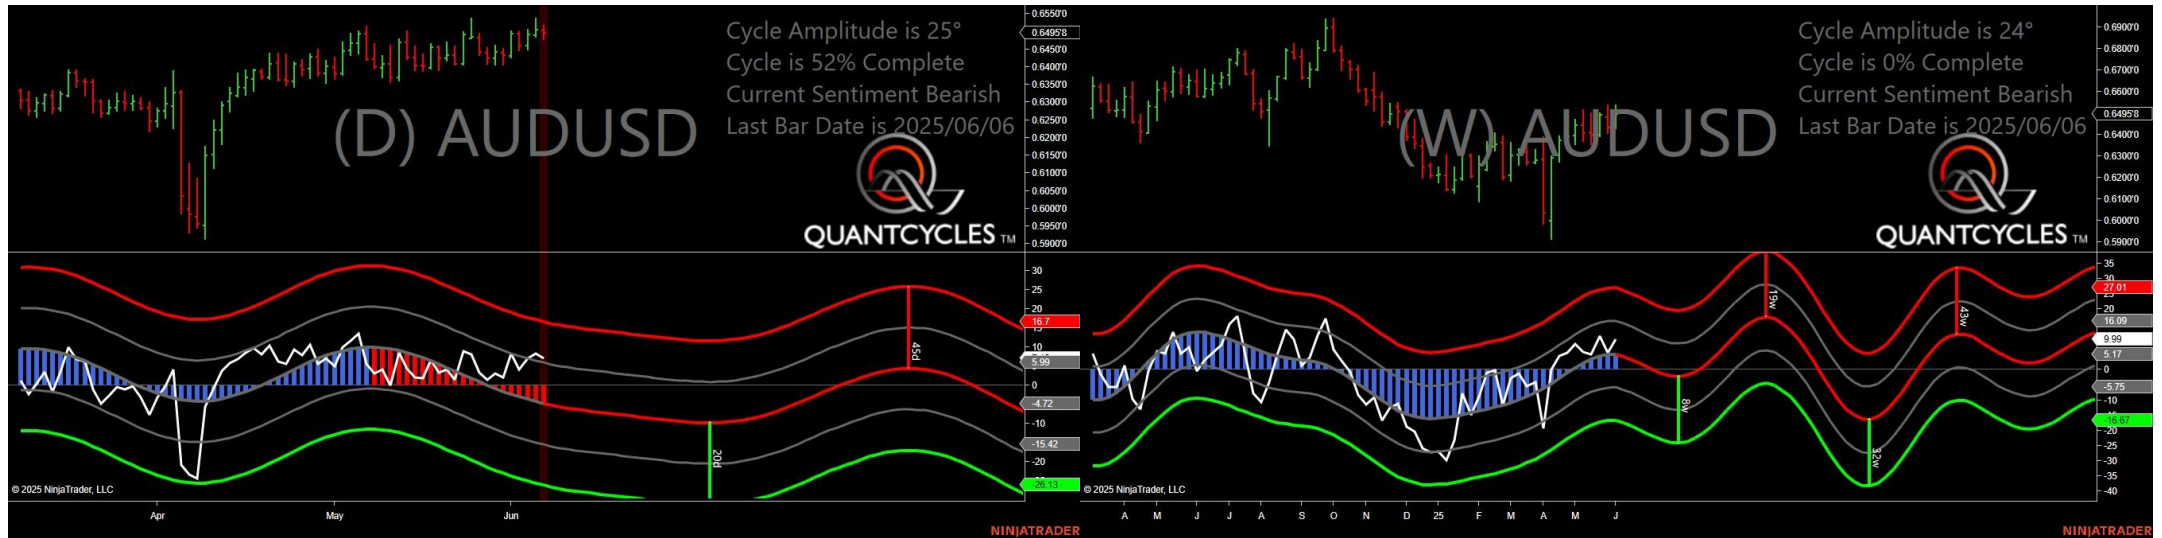 Cycle Amplitude is 25°
Cycle is 52% Complete
Current Sentiment Bearish
Last Bar Date is 2025/06/06
(D) AUDUSD
QUANTCYCLES TM
0.6550'0
0.6495'8
0.6450'0
0.6400'0
0.6350'0
0.6300'0
0.6250'0
0.6200'0
0.6150'0
0.6100'0
0.6050'0
0.6000'0
0.5950'0
0.5900'0
30
25
20
16.7
15
10
5.99
0
-4.72
-10
-15.42
-20
-26.13
45d
20d
© 2025 NinjaTrader, LLC
Apr May Jun
NINJATRADER
Cycle Amplitude is 24°
Cycle is 0% Complete
Current Sentiment Bearish
Last Bar Date is 2025/06/06
(W) AUDUSD
QUANTCYCLES TM
0.6900'0
0.6800'0
0.6700'0
0.6600'0
0.6495'8
0.6400'0
0.6300'0
0.6200'0
0.6100'0
0.6000'0
0.5900'0
35
30
27.01
25
20
16.09
9.99
5.17
0
-5.75
-10
-16.67
-20
-25
-30
-35
-40
19w
43w
8w
32w
© 2025 NinjaTrader, LLC
A M J J A S O N D 25 F M A M J
NINJATRADER